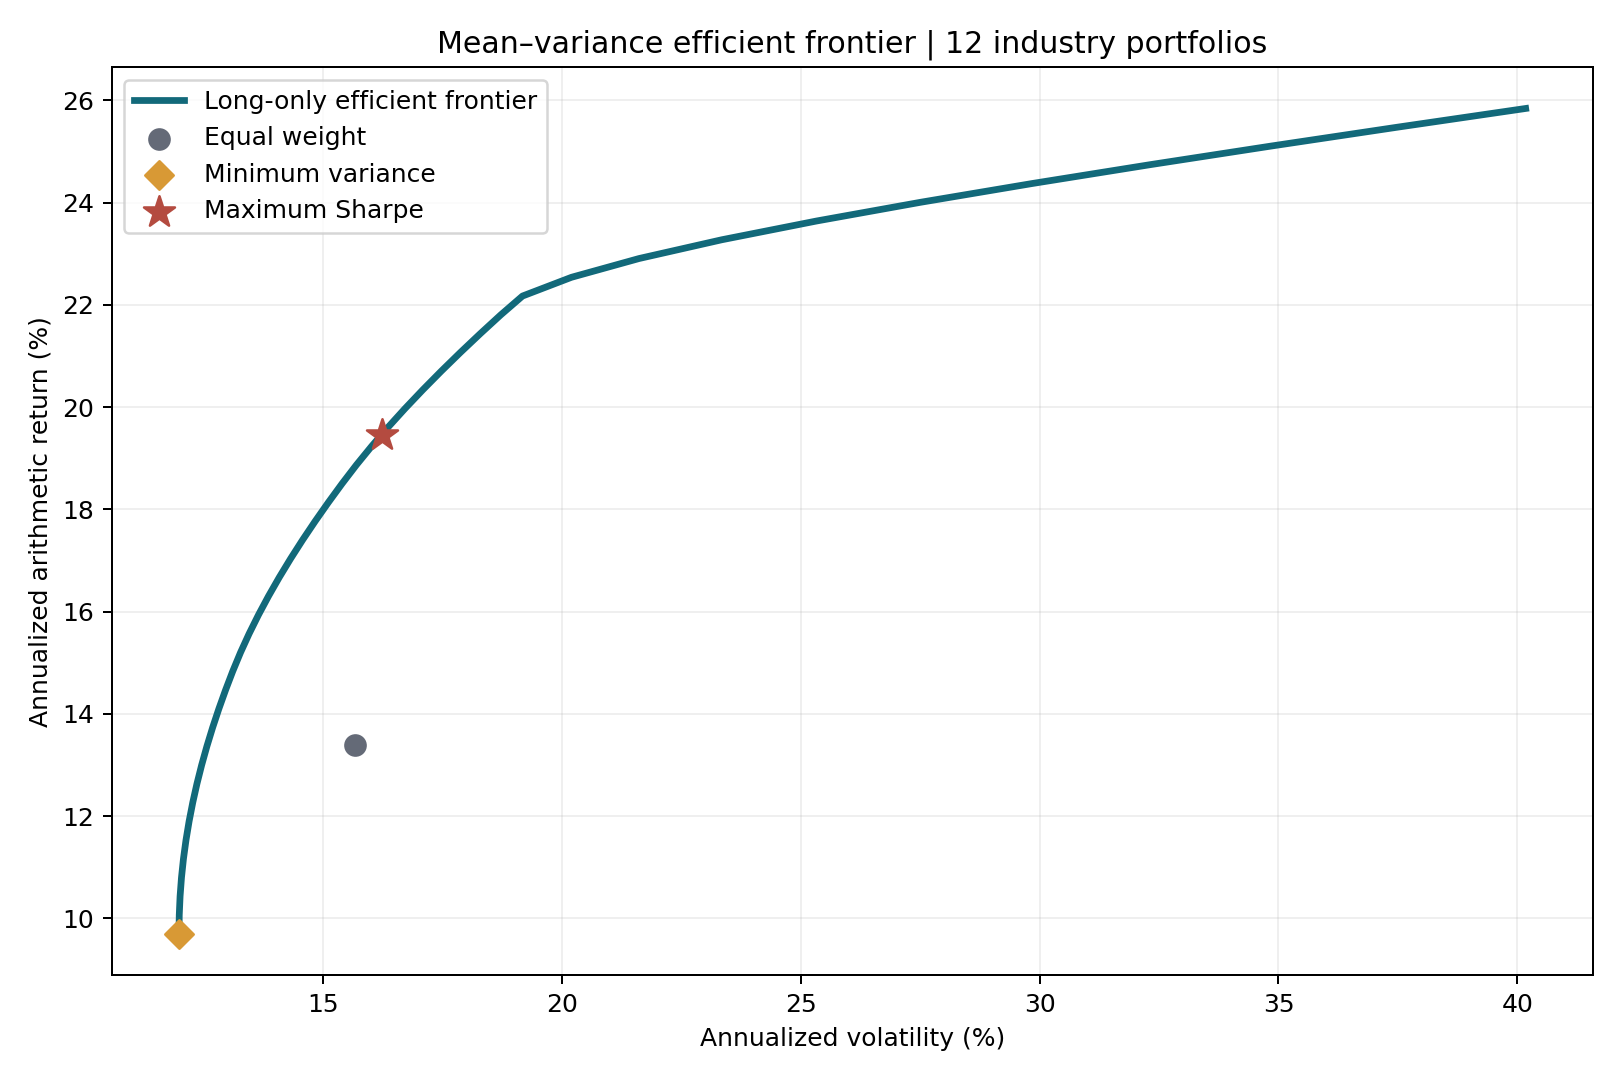 Mean–variance efficient frontier | 12 industry portfolios
Long-only efficient frontier
Equal weight
Minimum variance
Maximum Sharpe
Annualized arithmetic return (%)
26
24
22
20
18
16
14
12
10
15 20 25 30 35 40
Annualized volatility (%)